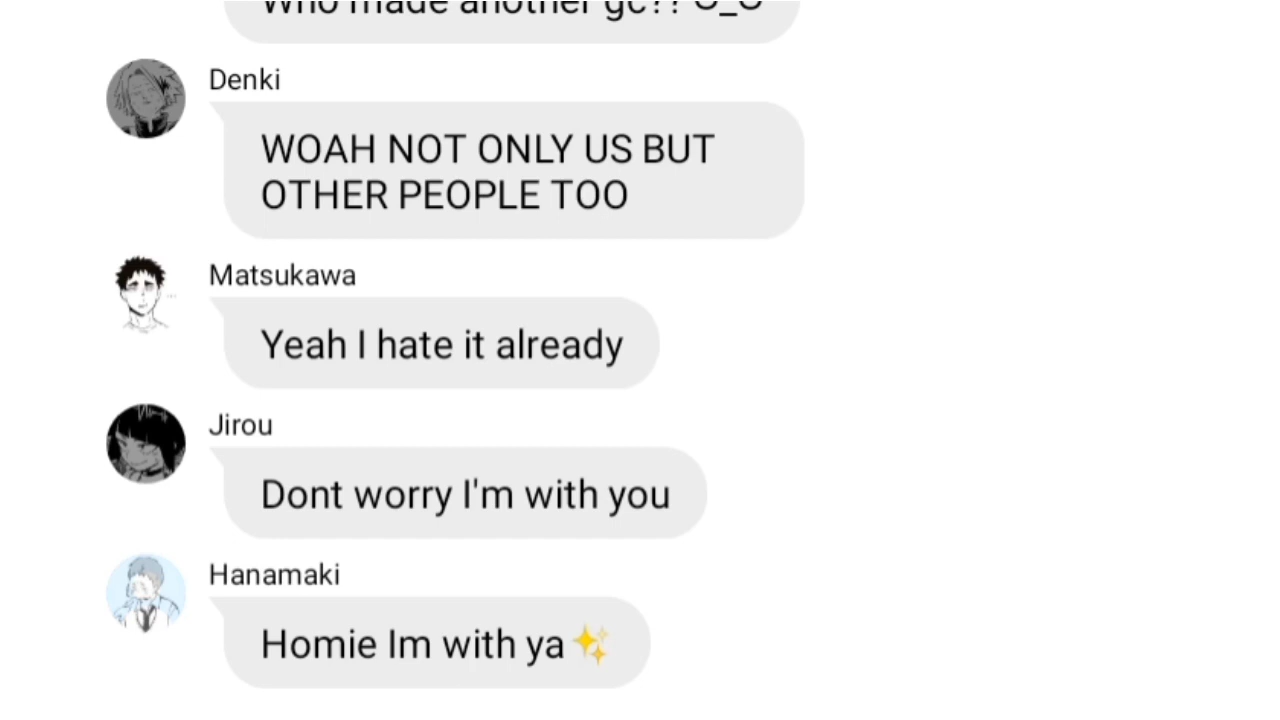 Who made another gc?? O_O
Denki
WOAH NOT ONLY US BUT
OTHER PEOPLE TOO
Matsukawa
Yeah I hate it already
Jirou
Dont worry I'm with you
Hanamaki
Homie Im with ya✨